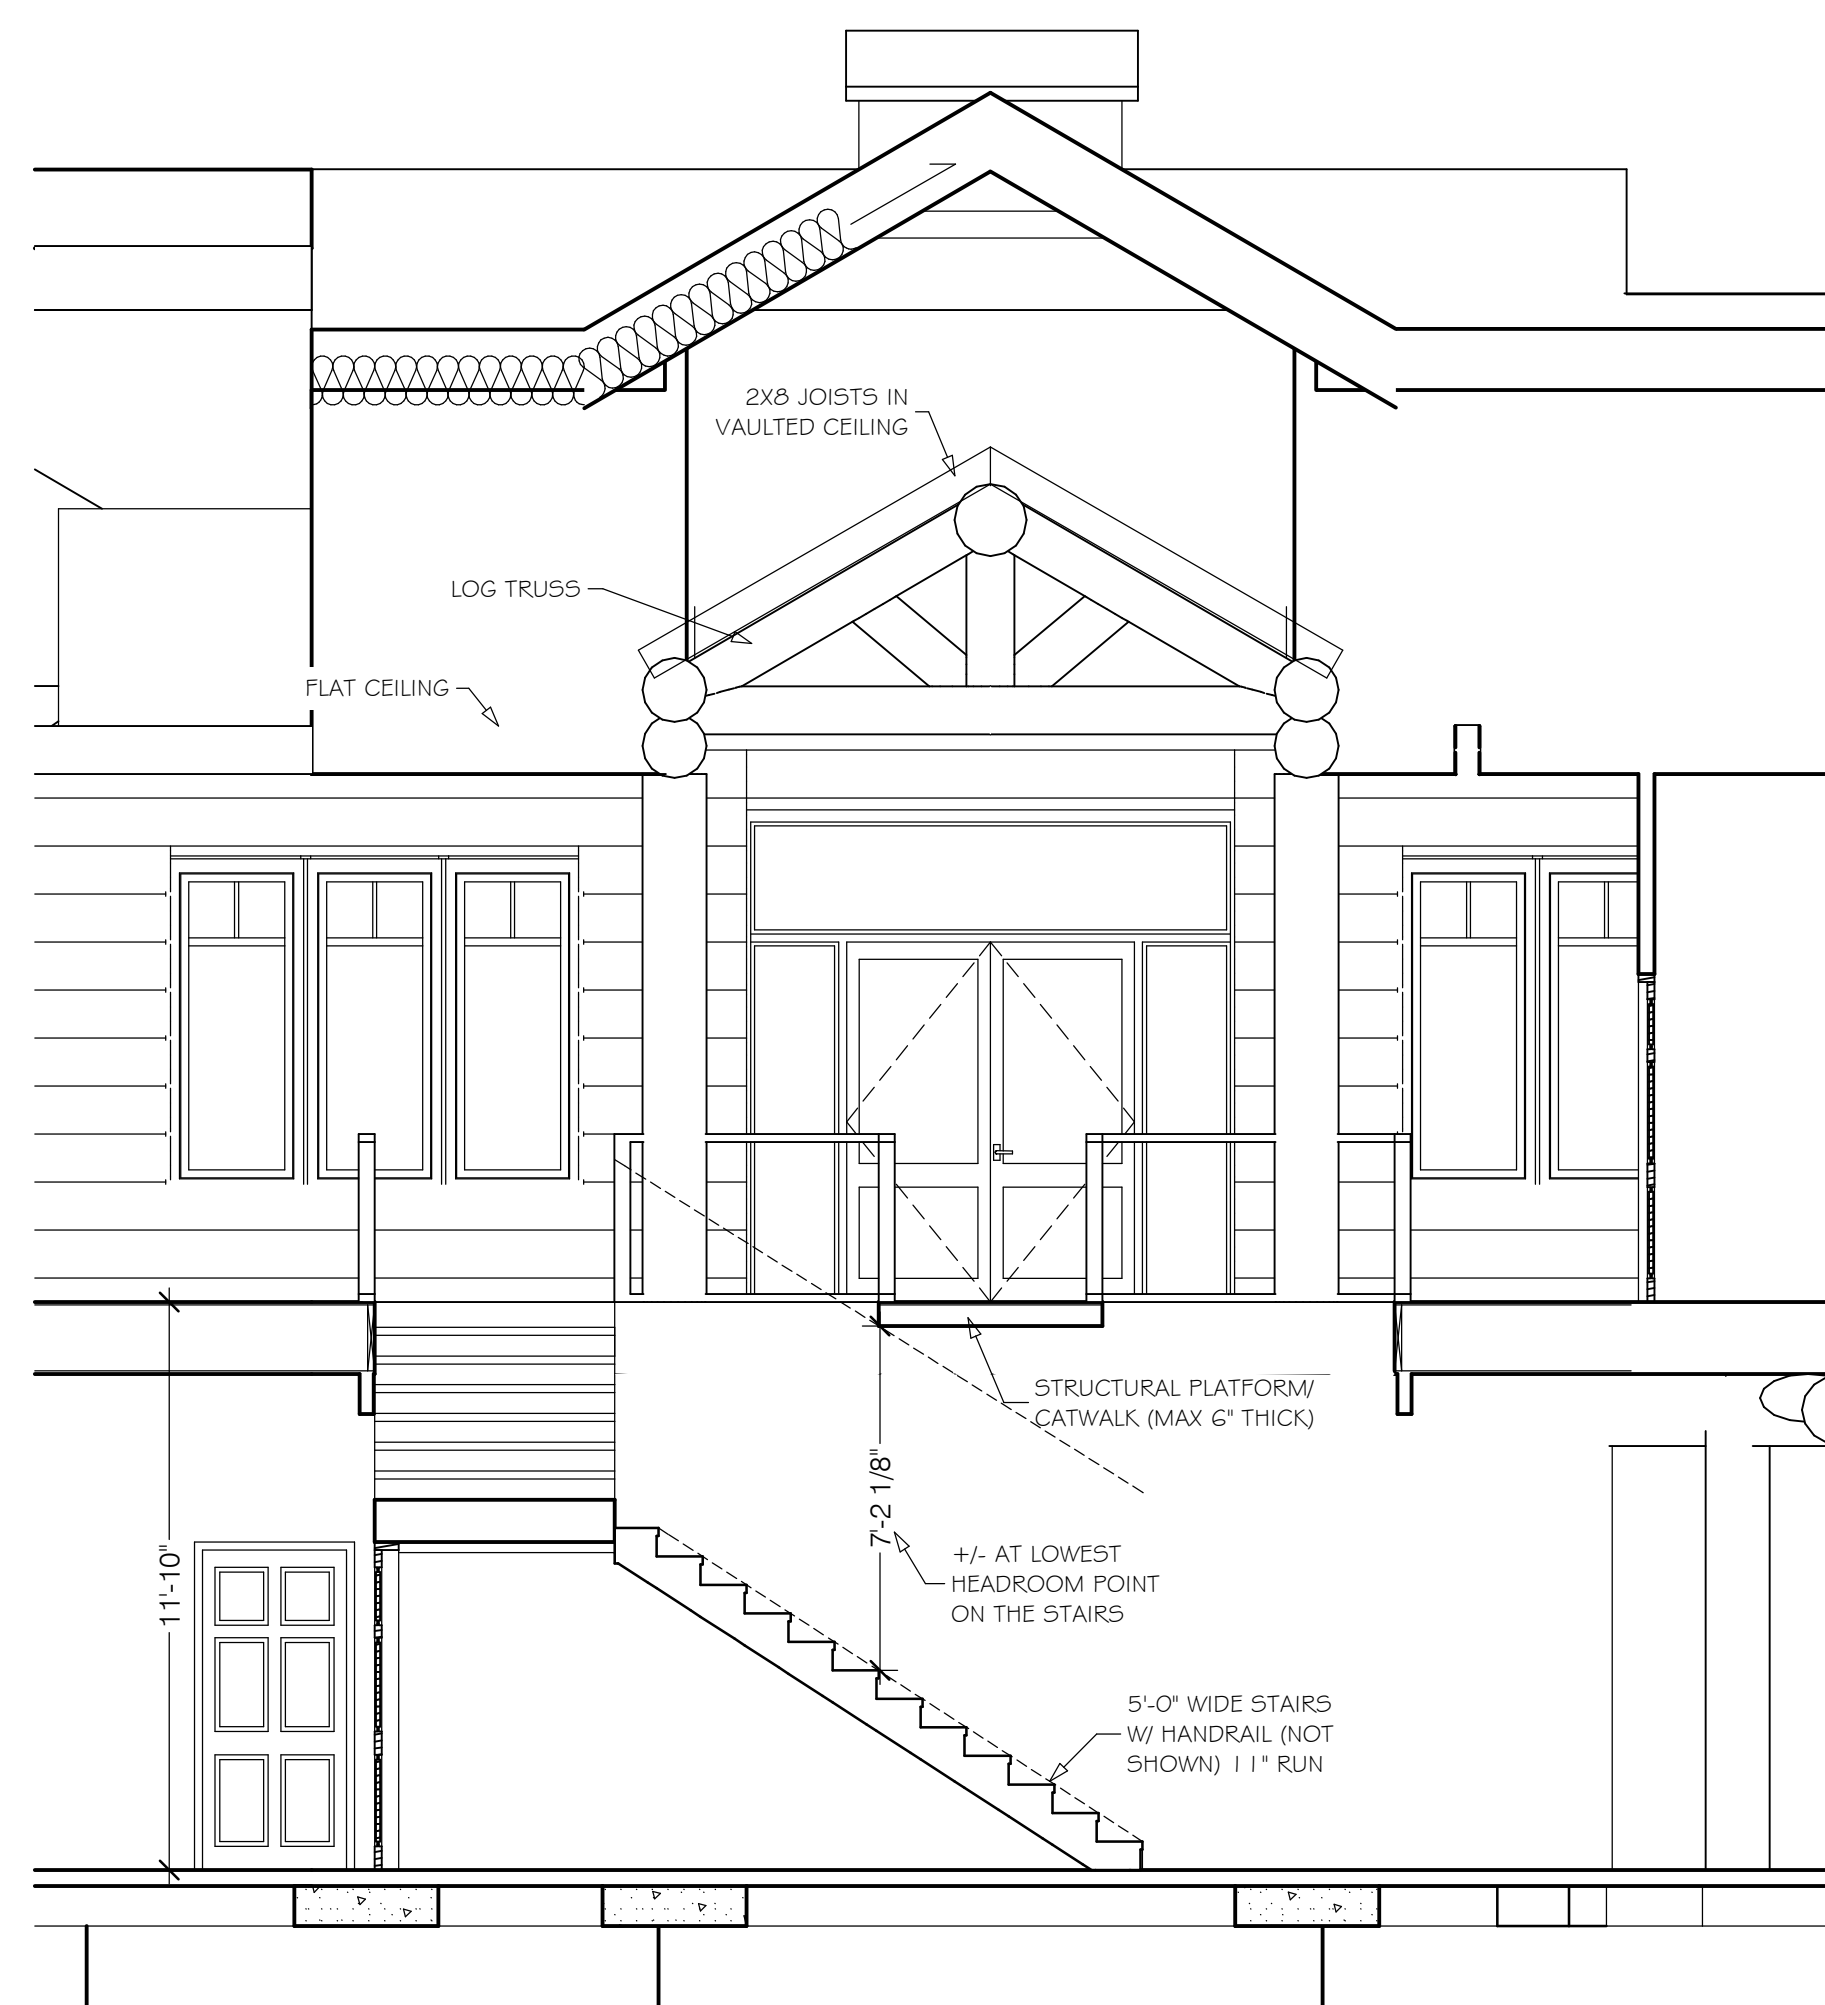 2X8 JOISTS IN
VAULTED CEILING
LOG TRUSS
FLAT CEILING
STRUCTURAL PLATFORM/
CATWALK (MAX 6" THICK)
7'-2 1/8"
11'-10"
+/- AT LOWEST
HEADROOM POINT
ON THE STAIRS
5'-0" WIDE STAIRS
W/ HANDRAIL (NOT
SHOWN) 11" RUN